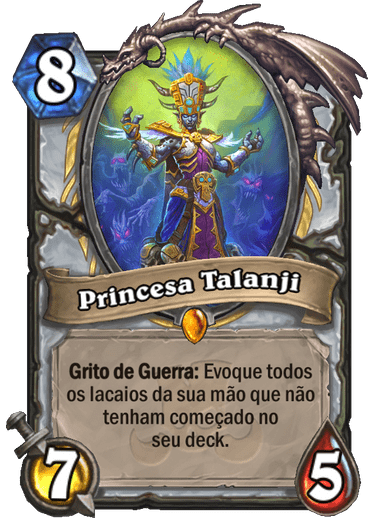 8
Princesa Talanji
Grito de Guerra: Evoque todos
os lacaios da sua mão que não
tenham começado no
seu deck.
7
5